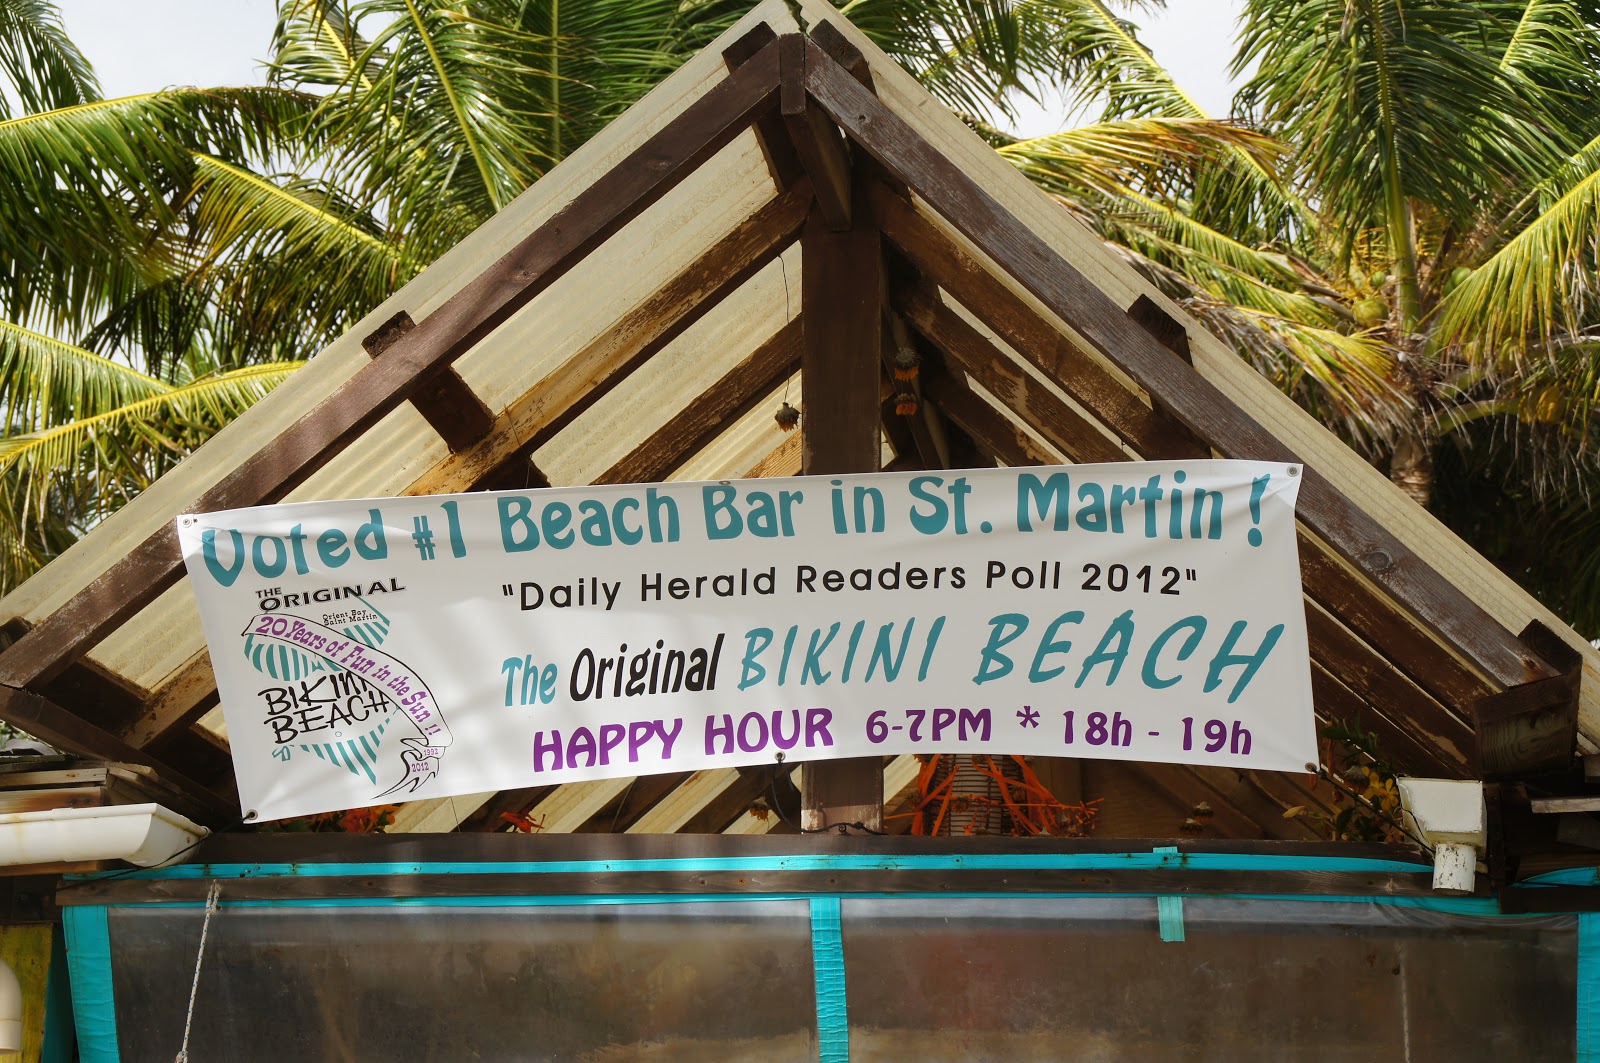 Voted #1 Beach Bar in St. Martin !
"Daily Herald Readers Poll 2012"
The Original BIKINI BEACH
HAPPY HOUR 6-7PM * 18h - 19h
THE ORIGINAL
Orient Bay
Saint Martin
20 Years of Fun in the Sun !!
BIKINI
BEACH
1992
2012